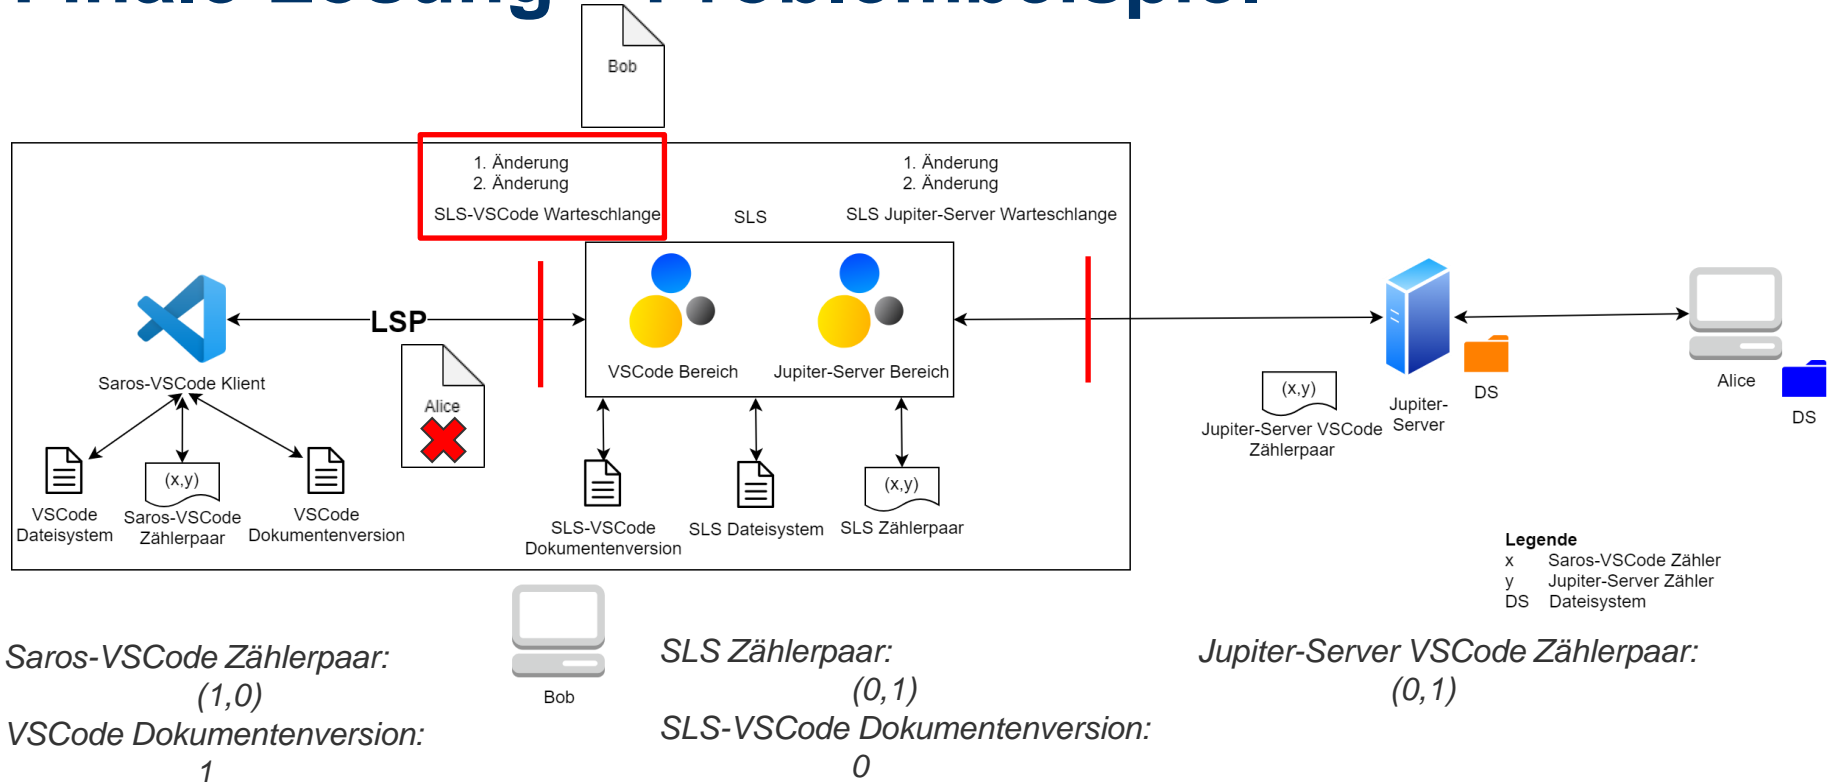 Finale Lösung – Problembeispiel
Bob
1. Änderung
2. Änderung
SLS-VSCode Warteschlange
SLS
1. Änderung
2. Änderung
SLS Jupiter-Server Warteschlange
LSP
VSCode Bereich
Jupiter-Server Bereich
Saros-VSCode Klient
Alice
(x,y)
VSCode
Dateisystem
Saros-VSCode
Zählerpaar
VSCode
Dokumentenversion
(x,y)
SLS-VSCode
Dokumentenversion
SLS Dateisystem
SLS Zählerpaar
(x,y)
Jupiter-Server VSCode
Zählerpaar
Jupiter-
Server
DS
Alice
DS
Legende
x Saros-VSCode Zähler
y Jupiter-Server Zähler
DS Dateisystem
Bob
Saros-VSCode Zählerpaar:
(1,0)
VSCode Dokumentenversion:
1
SLS Zählerpaar:
(0,1)
SLS-VSCode Dokumentenversion:
0
Jupiter-Server VSCode Zählerpaar:
(0,1)